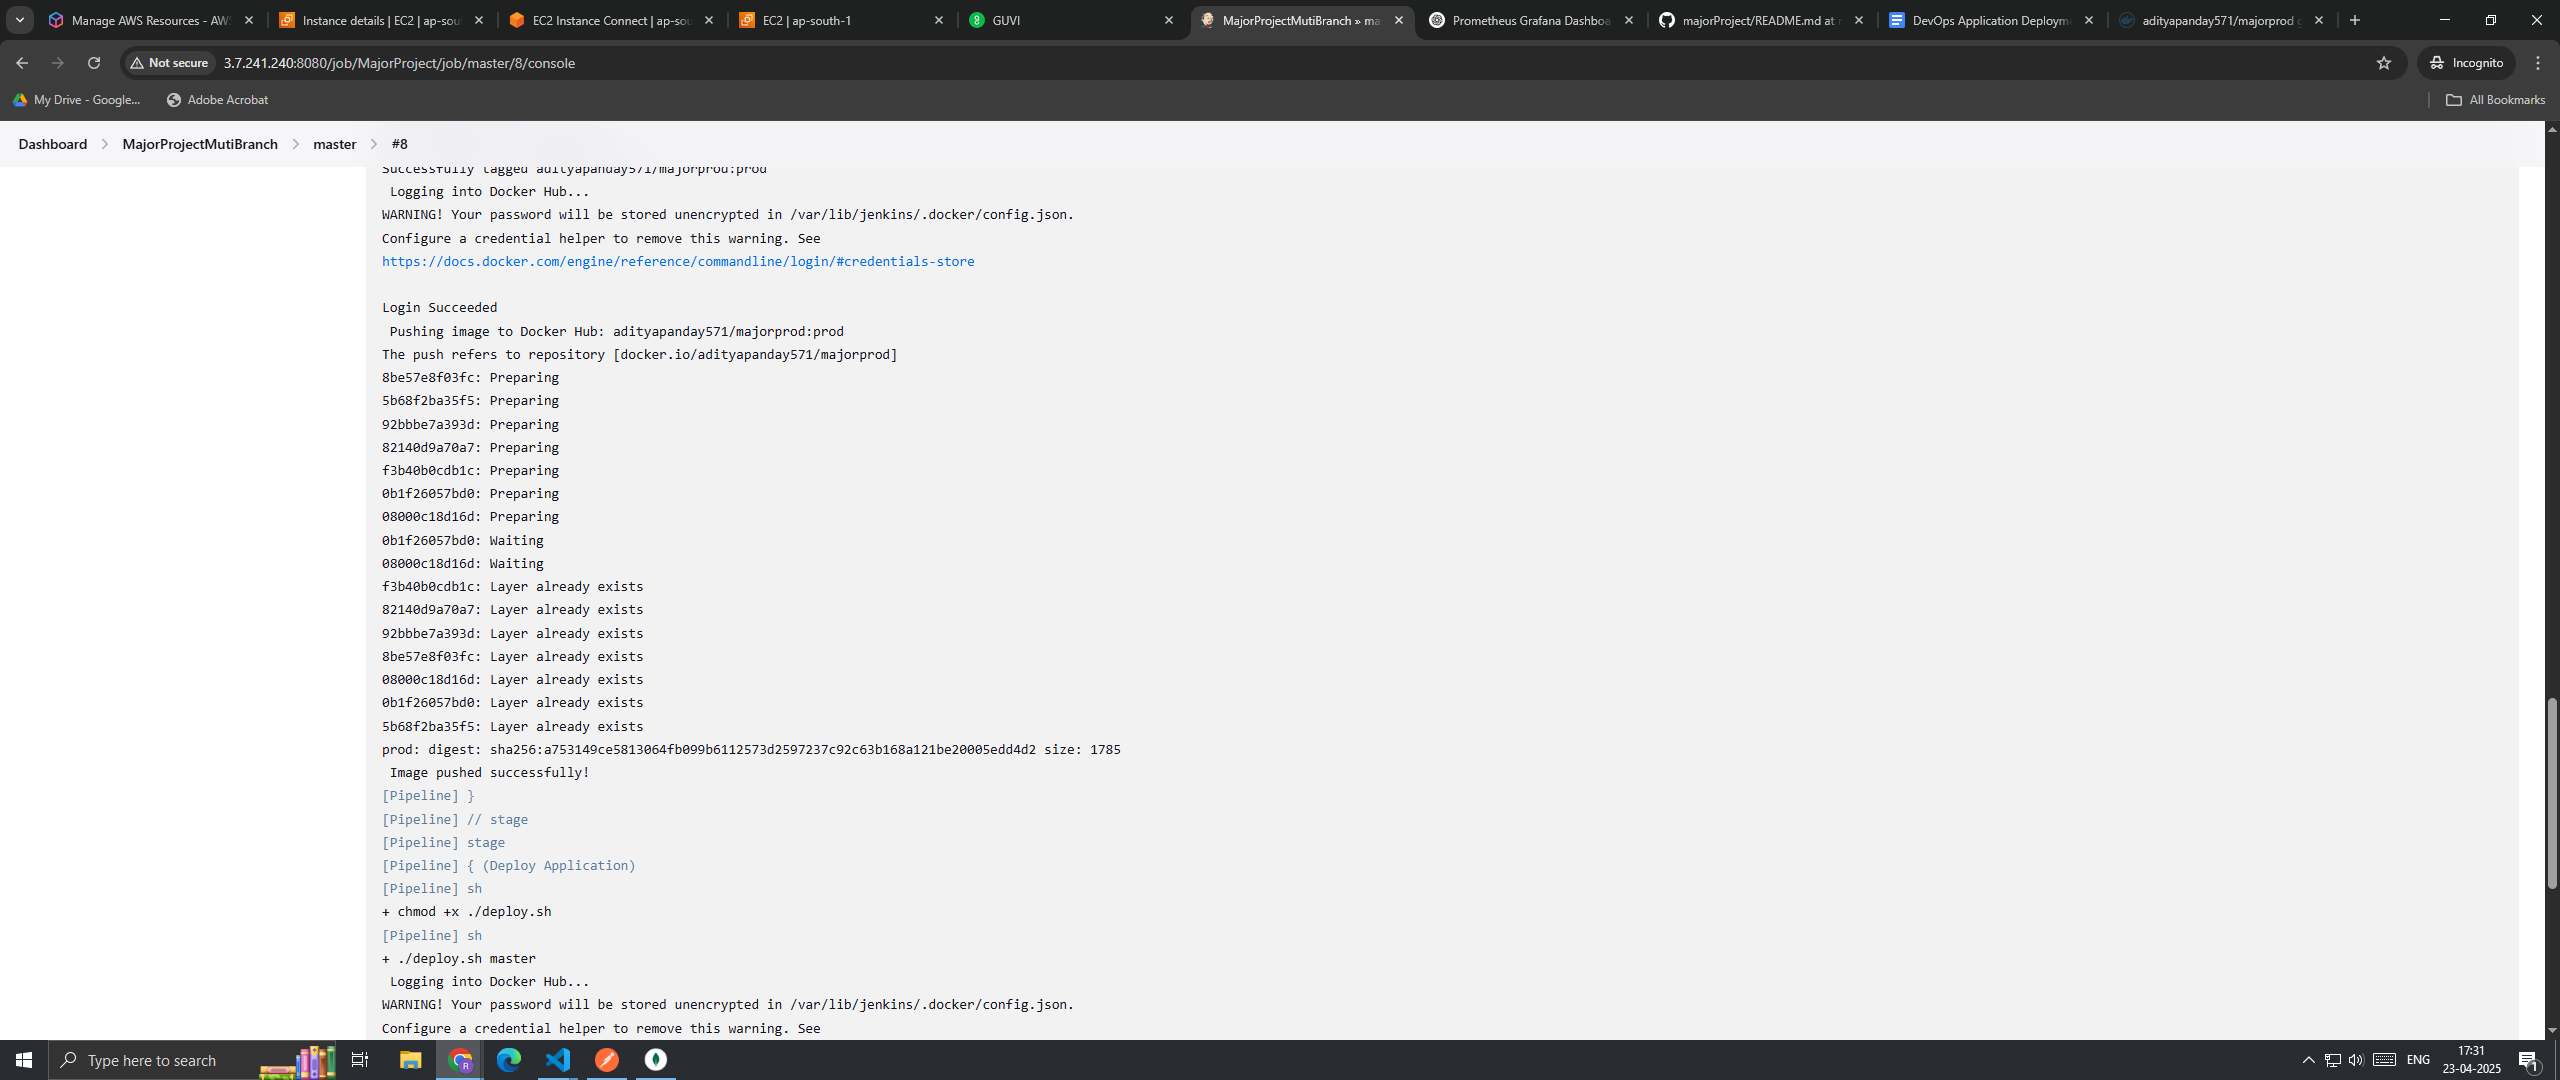 Manage AWS Resources - AWS
Instance details | EC2 | ap-sou
EC2 Instance Connect | ap-sou
EC2 | ap-south-1
GUVI
MajorProjectMutiBranch » ma
Prometheus Grafana Dashboa
majorProject/README.md at m
DevOps Application Deploym
adityapanday571/majorprod g
Not secure
3.7.241.240:8080/job/MajorProject/job/master/8/console
Incognito
My Drive - Google...
Adobe Acrobat
All Bookmarks
Dashboard
MajorProjectMutiBranch
master
#8
Successfully tagged adityapanday571/majorprod:prod
Logging into Docker Hub...
WARNING! Your password will be stored unencrypted in /var/lib/jenkins/.docker/config.json.
Configure a credential helper to remove this warning. See
https://docs.docker.com/engine/reference/commandline/login/#credentials-store
Login Succeeded
Pushing image to Docker Hub: adityapanday571/majorprod:prod
The push refers to repository [docker.io/adityapanday571/majorprod]
8be57e8f03fc: Preparing
5b68f2ba35f5: Preparing
92bbbe7a393d: Preparing
82140d9a70a7: Preparing
f3b40b0cdb1c: Preparing
0b1f26057bd0: Preparing
08000c18d16d: Preparing
0b1f26057bd0: Waiting
08000c18d16d: Waiting
f3b40b0cdb1c: Layer already exists
82140d9a70a7: Layer already exists
92bbbe7a393d: Layer already exists
8be57e8f03fc: Layer already exists
08000c18d16d: Layer already exists
0b1f26057bd0: Layer already exists
5b68f2ba35f5: Layer already exists
prod: digest: sha256:a753149ce5813064fb099b6112573d2597237c92c63b168a121be20005edd4d2 size: 1785
Image pushed successfully!
[Pipeline] }
[Pipeline] // stage
[Pipeline] stage
[Pipeline] { (Deploy Application)
[Pipeline] sh
+ chmod +x ./deploy.sh
[Pipeline] sh
+ ./deploy.sh master
Logging into Docker Hub...
WARNING! Your password will be stored unencrypted in /var/lib/jenkins/.docker/config.json.
Configure a credential helper to remove this warning. See
Type here to search
R
ENG
17:31
23-04-2025
1